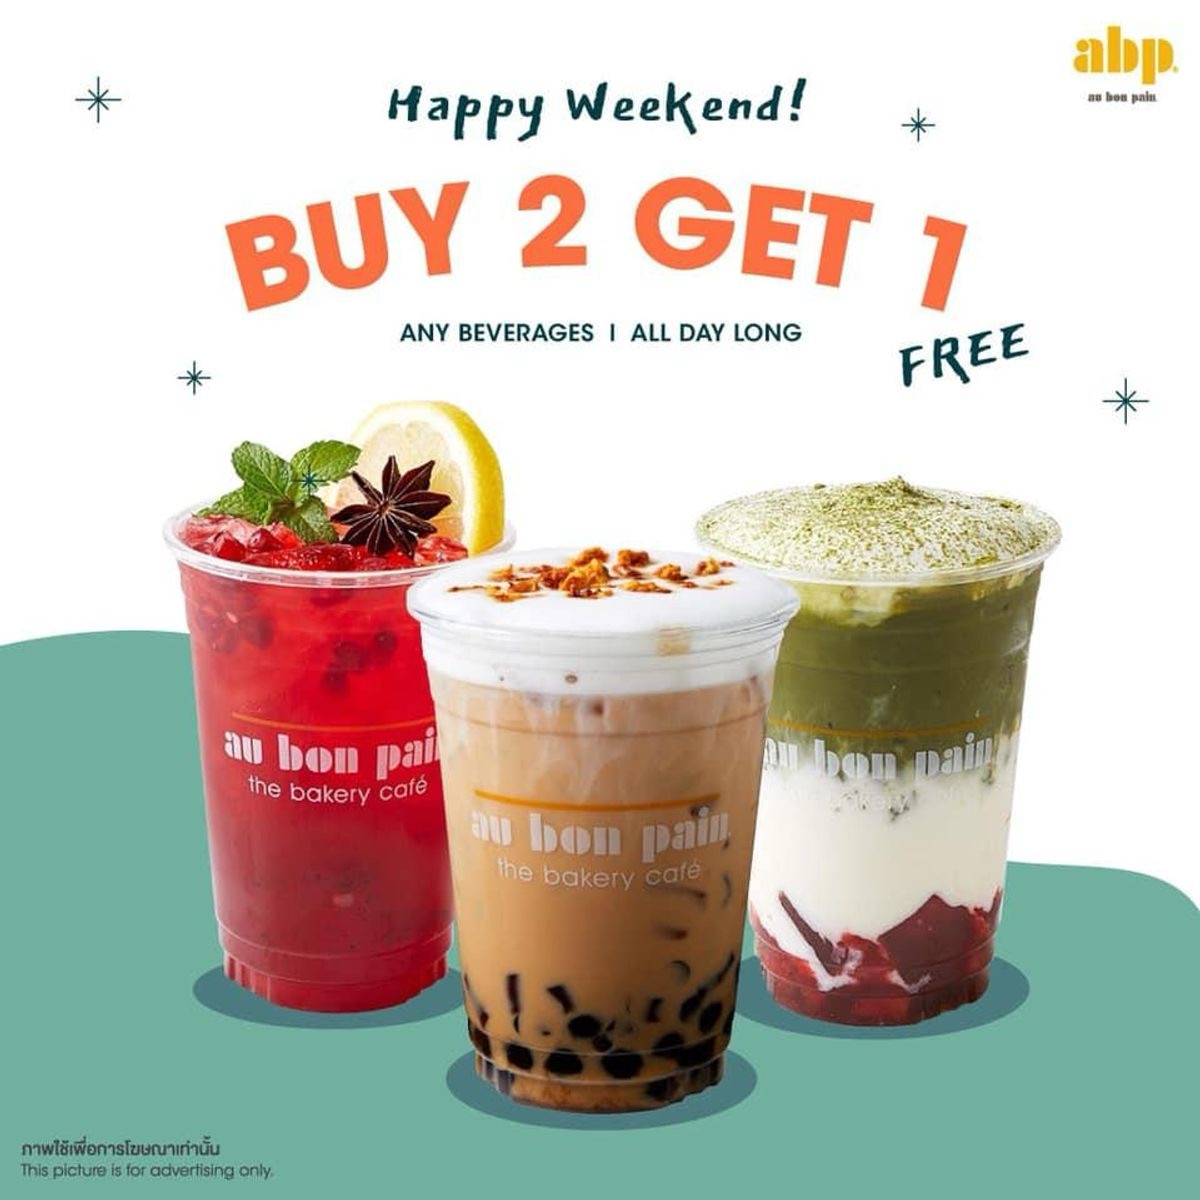 abp
au bon pain
Happy Weekend!
BUY 2 GET 1
FREE
ANY BEVERAGES | ALL DAY LONG
au bon pain
the bakery café
au bon pain
the bakery café
au bon pain
ภาพใช้เพื่อการโฆษณาเท่านั้น
This picture is for advertising only.